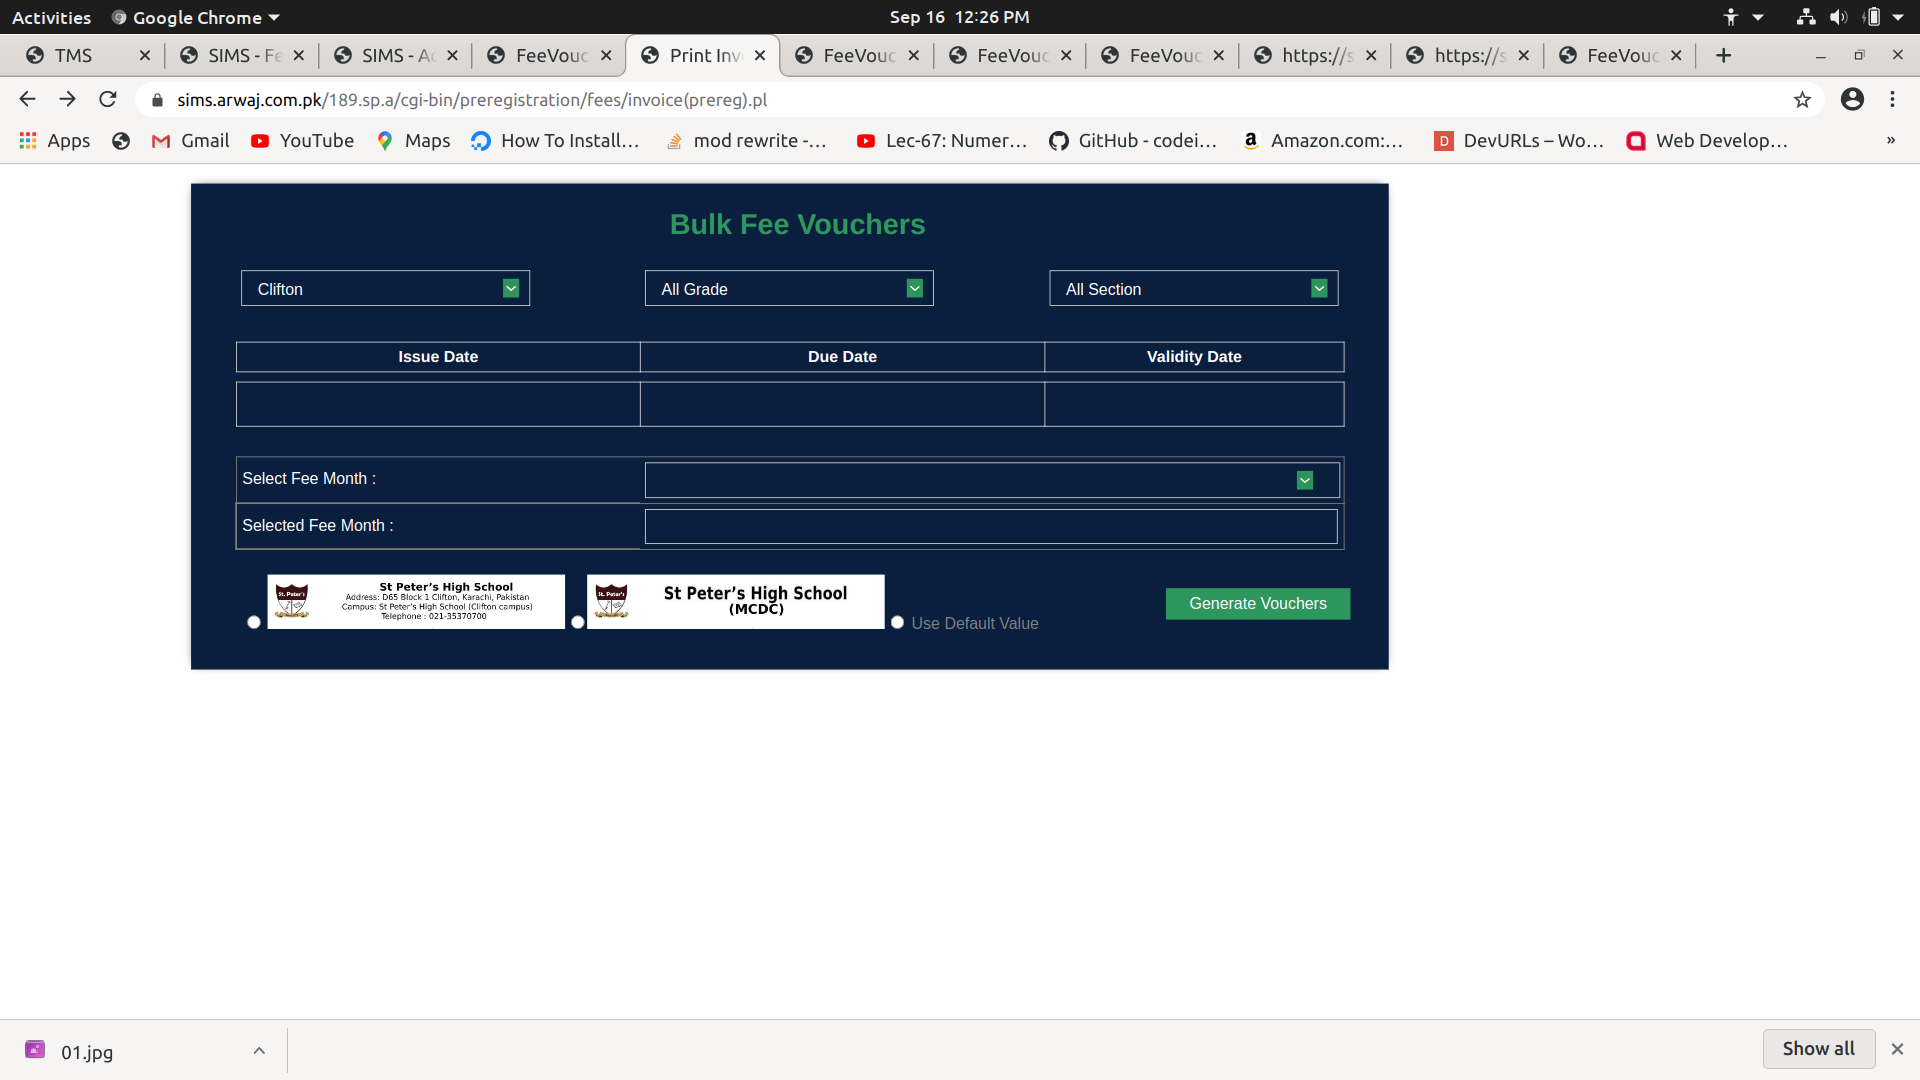 Activities Google Chrome Sep 16 12:26 PM
TMS SIMS - Fe SIMS - Ac FeeVouc Print Inv FeeVouc FeeVouc FeeVouc https://s https://s FeeVouc
sims.arwaj.com.pk/189.sp.a/cgi-bin/preregistration/fees/invoice(prereg).pl
Apps Gmail YouTube Maps How To Install... mod rewrite -... Lec-67: Numer... GitHub - codei... Amazon.com:... D DevURLs – Wo... Web Develop... »
Bulk Fee Vouchers
Clifton All Grade All Section
Issue Date Due Date Validity Date
Select Fee Month :
Selected Fee Month :
St. Peter's
St Peter's High School
Address: D65 Block 1 Clifton, Karachi, Pakistan
Campus: St Peter's High School (Clifton campus)
Telephone : 021-35370700
St. Peter's
St Peter's High School
(MCDC)
Use Default Value
Generate Vouchers
01.jpg Show all